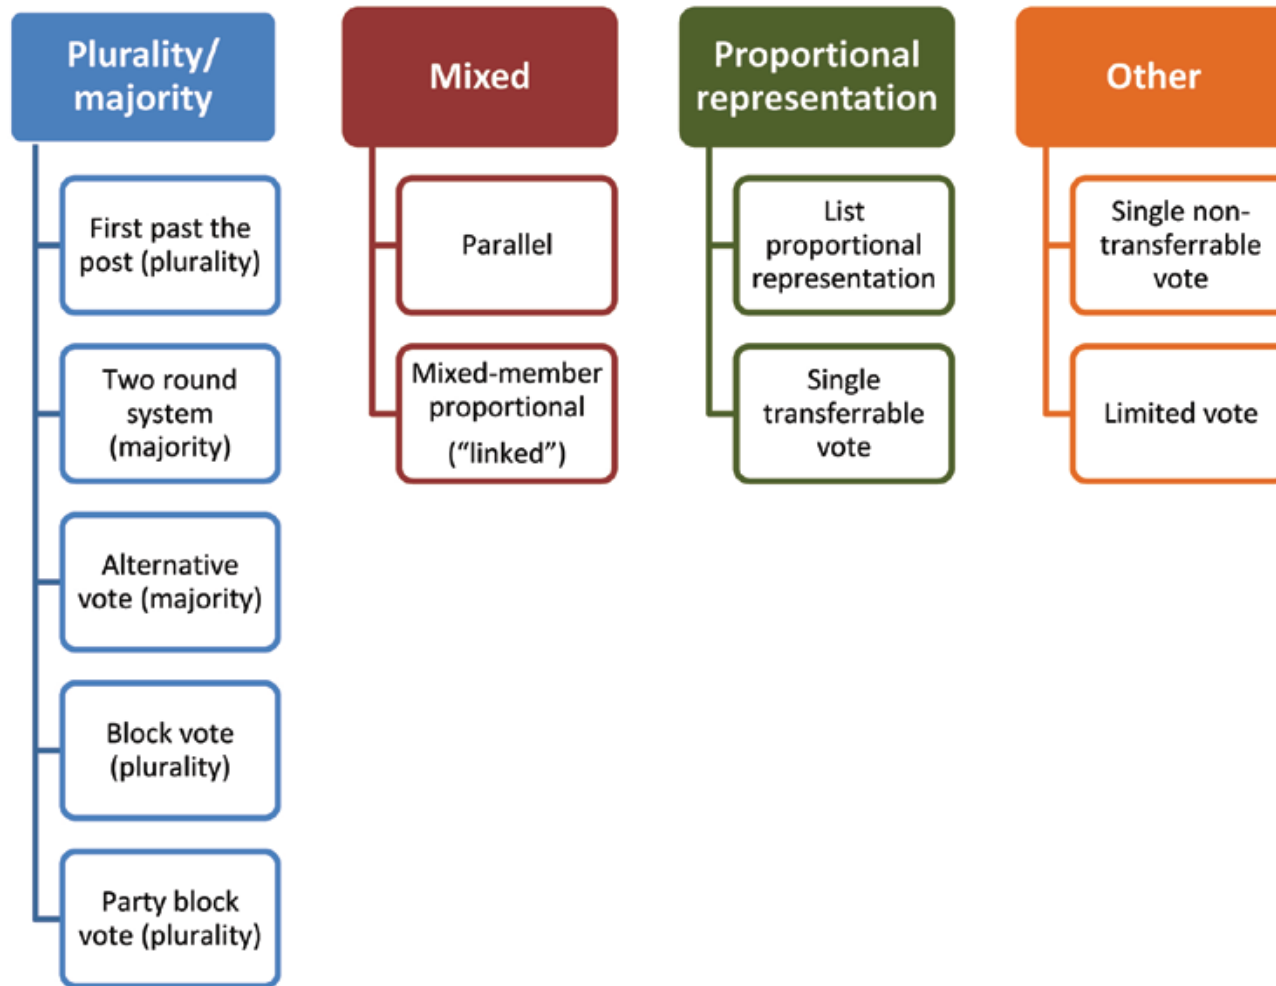 Plurality/
majority
First past the
post (plurality)
Two round
system
(majority)
Alternative
vote (majority)
Block vote
(plurality)
Party block
vote (plurality)
Mixed
Parallel
Mixed-member
proportional
(“linked”)
Proportional
representation
List
proportional
representation
Single
transferrable
vote
Other
Single non-
transferrable
vote
Limited vote